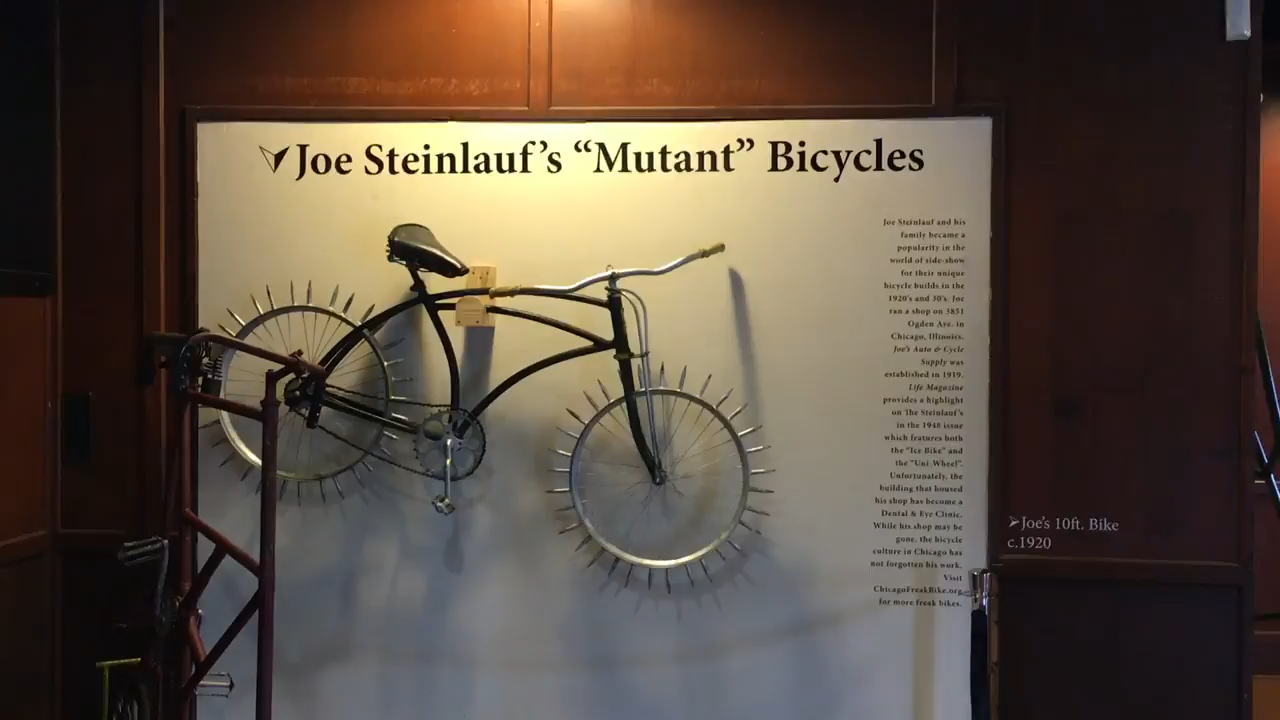 Joe Steinlauf's “Mutant” Bicycles
Joe Steinlauf and his
family became a
popularity in the
world of side-show
for their unique
bicycle builds in the
1920's and 30's. Joe
ran a shop on 3851
Ogden Ave. in
Chicago, Illinoirs.
Joe's Auto & Cycle
Supply was
established in 1919.
Life Magazine
provides a highlight
on The Steinlauf's
in the 1948 issue
which features both
the "Ice Bike" and
the "Uni-Wheel".
Unfortunately, the
building that housed
his shop has become a
Dental & Eye Clinic.
While his shop may be
gone, the bicycle
culture in Chicago has
not forgotten his work.
Visit
ChicagoFreakBike.org
for more freak bikes.
➢Joe's 10ft. Bike
c.1920